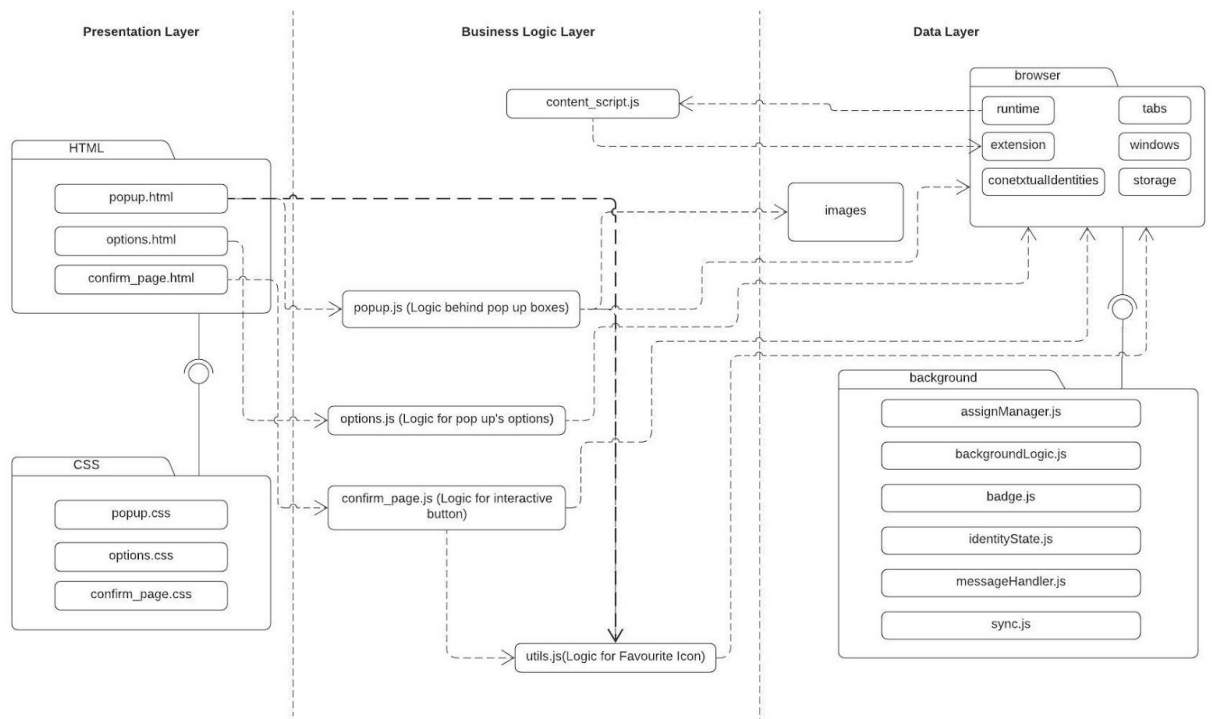 Presentation Layer
Business Logic Layer
Data Layer
HTML
popup.html
options.html
confirm_page.html
CSS
popup.css
options.css
confirm_page.css
content_script.js
popup.js (Logic behind pop up boxes)
options.js (Logic for pop up's options)
confirm_page.js (Logic for interactive
button)
utils.js(Logic for Favourite Icon)
images
browser
runtime
tabs
extension
windows
conetxtualIdentities
storage
background
assignManager.js
backgroundLogic.js
badge.js
identityState.js
messageHandler.js
sync.js